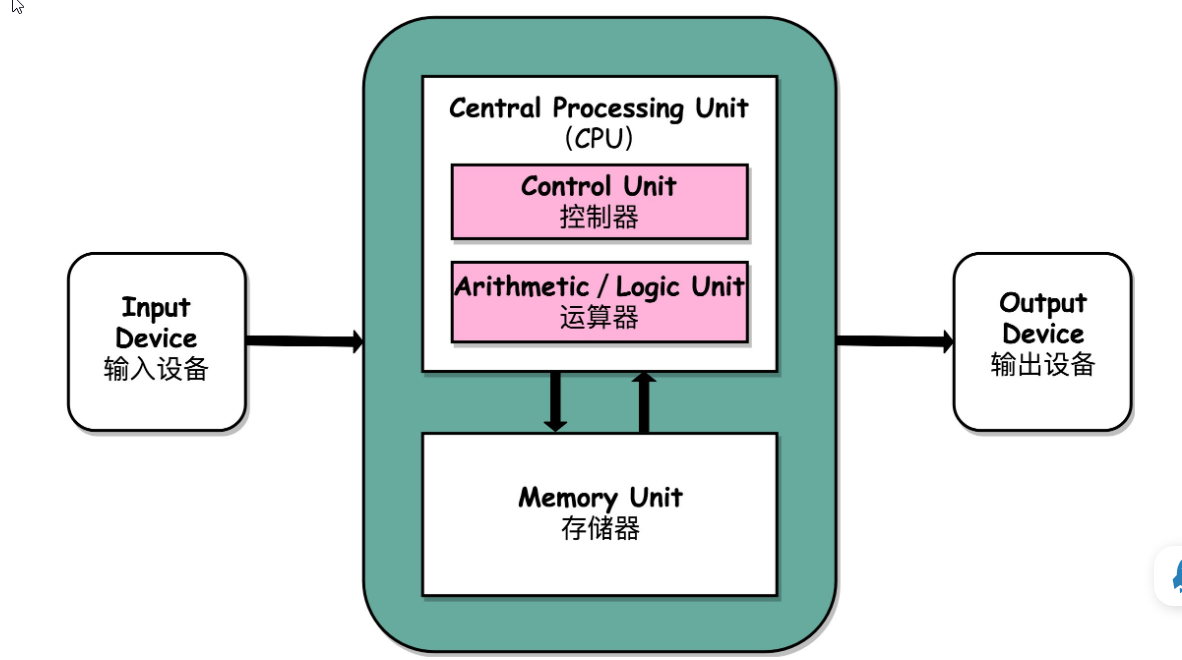 Central Processing Unit
（CPU）
Control Unit
控制器
Arithmetic / Logic Unit
运算器
Input
Device
输入设备
Output
Device
输出设备
Memory Unit
存储器